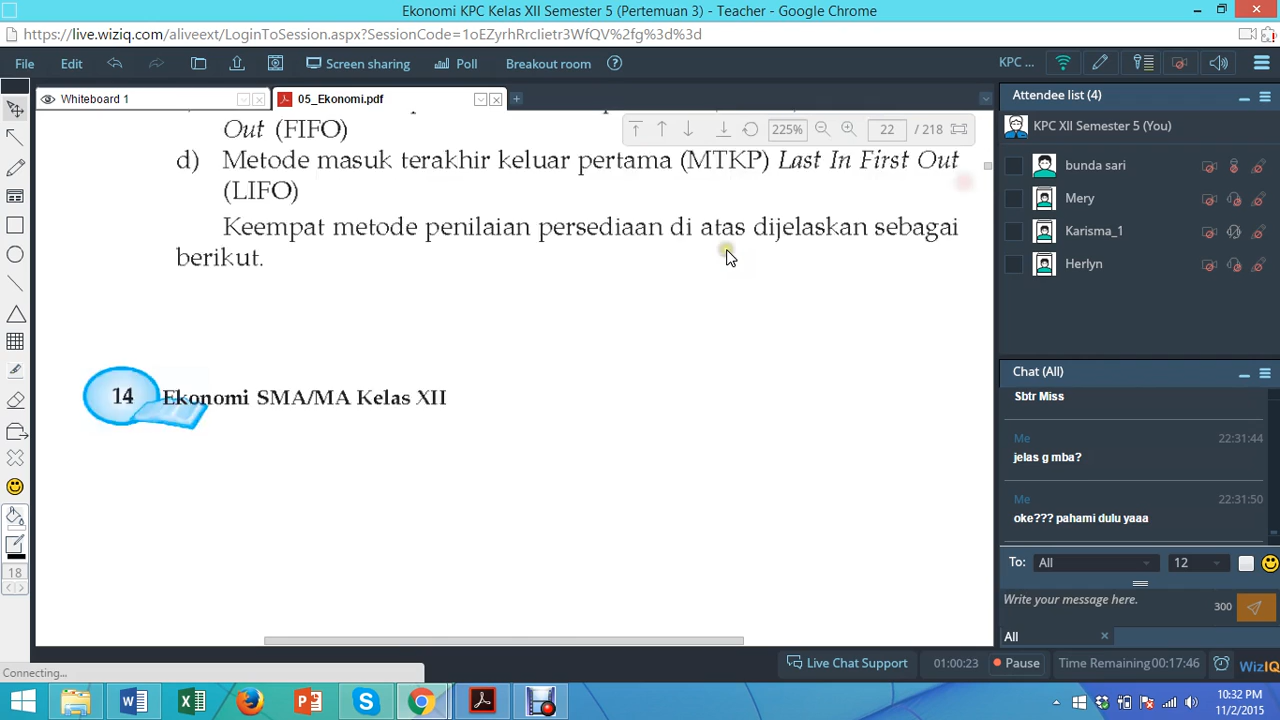 Ekonomi KPC Kelas XII Semester 5 (Pertemuan 3) - Teacher - Google Chrome
https://live.wiziq.com/aliveext/LoginToSession.aspx?SessionCode=1oEZyrhRrclietr3WfQV%2fg%3d%3d
File Edit Screen sharing Poll Breakout room KPC ...
Whiteboard 1 05_Ekonomi.pdf
Attendee list (4)
225% 22 / 218
KPC XII Semester 5 (You)
bunda sari
Mery
Karisma_1
Herlyn
Out (FIFO)
d) Metode masuk terakhir keluar pertama (MTKP) Last In First Out
(LIFO)
Keempat metode penilaian persediaan di atas dijelaskan sebagai
berikut.
14 Ekonomi SMA/MA Kelas XII
Chat (All)
Sbtr Miss
Me 22:31:44
jelas g mba?
Me 22:31:50
oke??? pahami dulu yaaa
To: All 12
Write your message here. 300
All
18
Connecting...
Live Chat Support 01:00:23 Pause Time Remaining 00:17:46 WizIQ
10:32 PM
11/2/2015